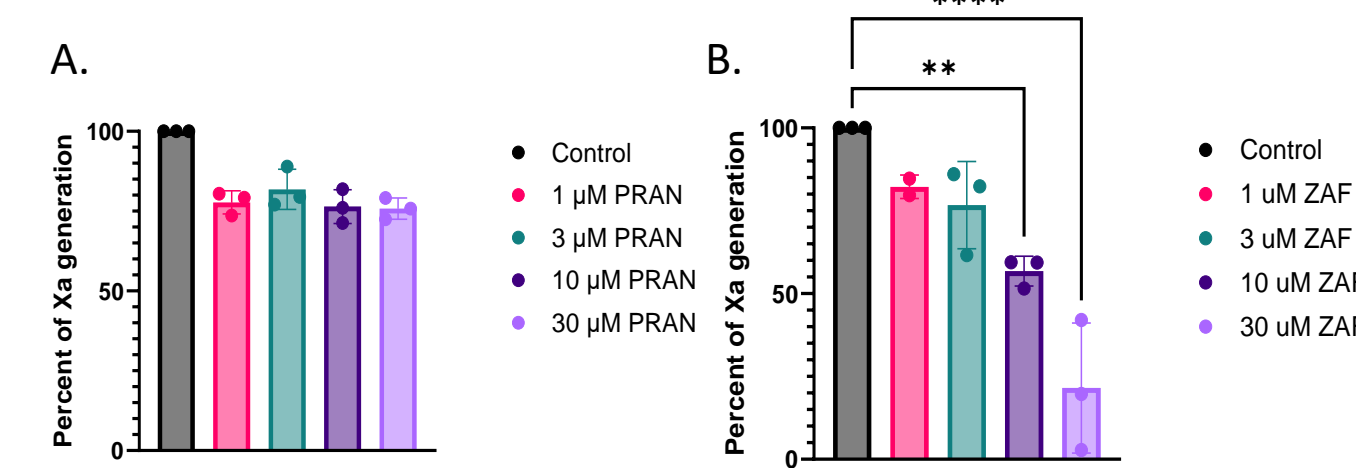 ****
A.
B.
**
Percent of Xa generation
100
50
0
Control
1 µM PRAN
3 µM PRAN
10 µM PRAN
30 µM PRAN
Percent of Xa generation
100
50
0
Control
1 uM ZAF
3 uM ZAF
10 uM ZAF
30 uM ZAF